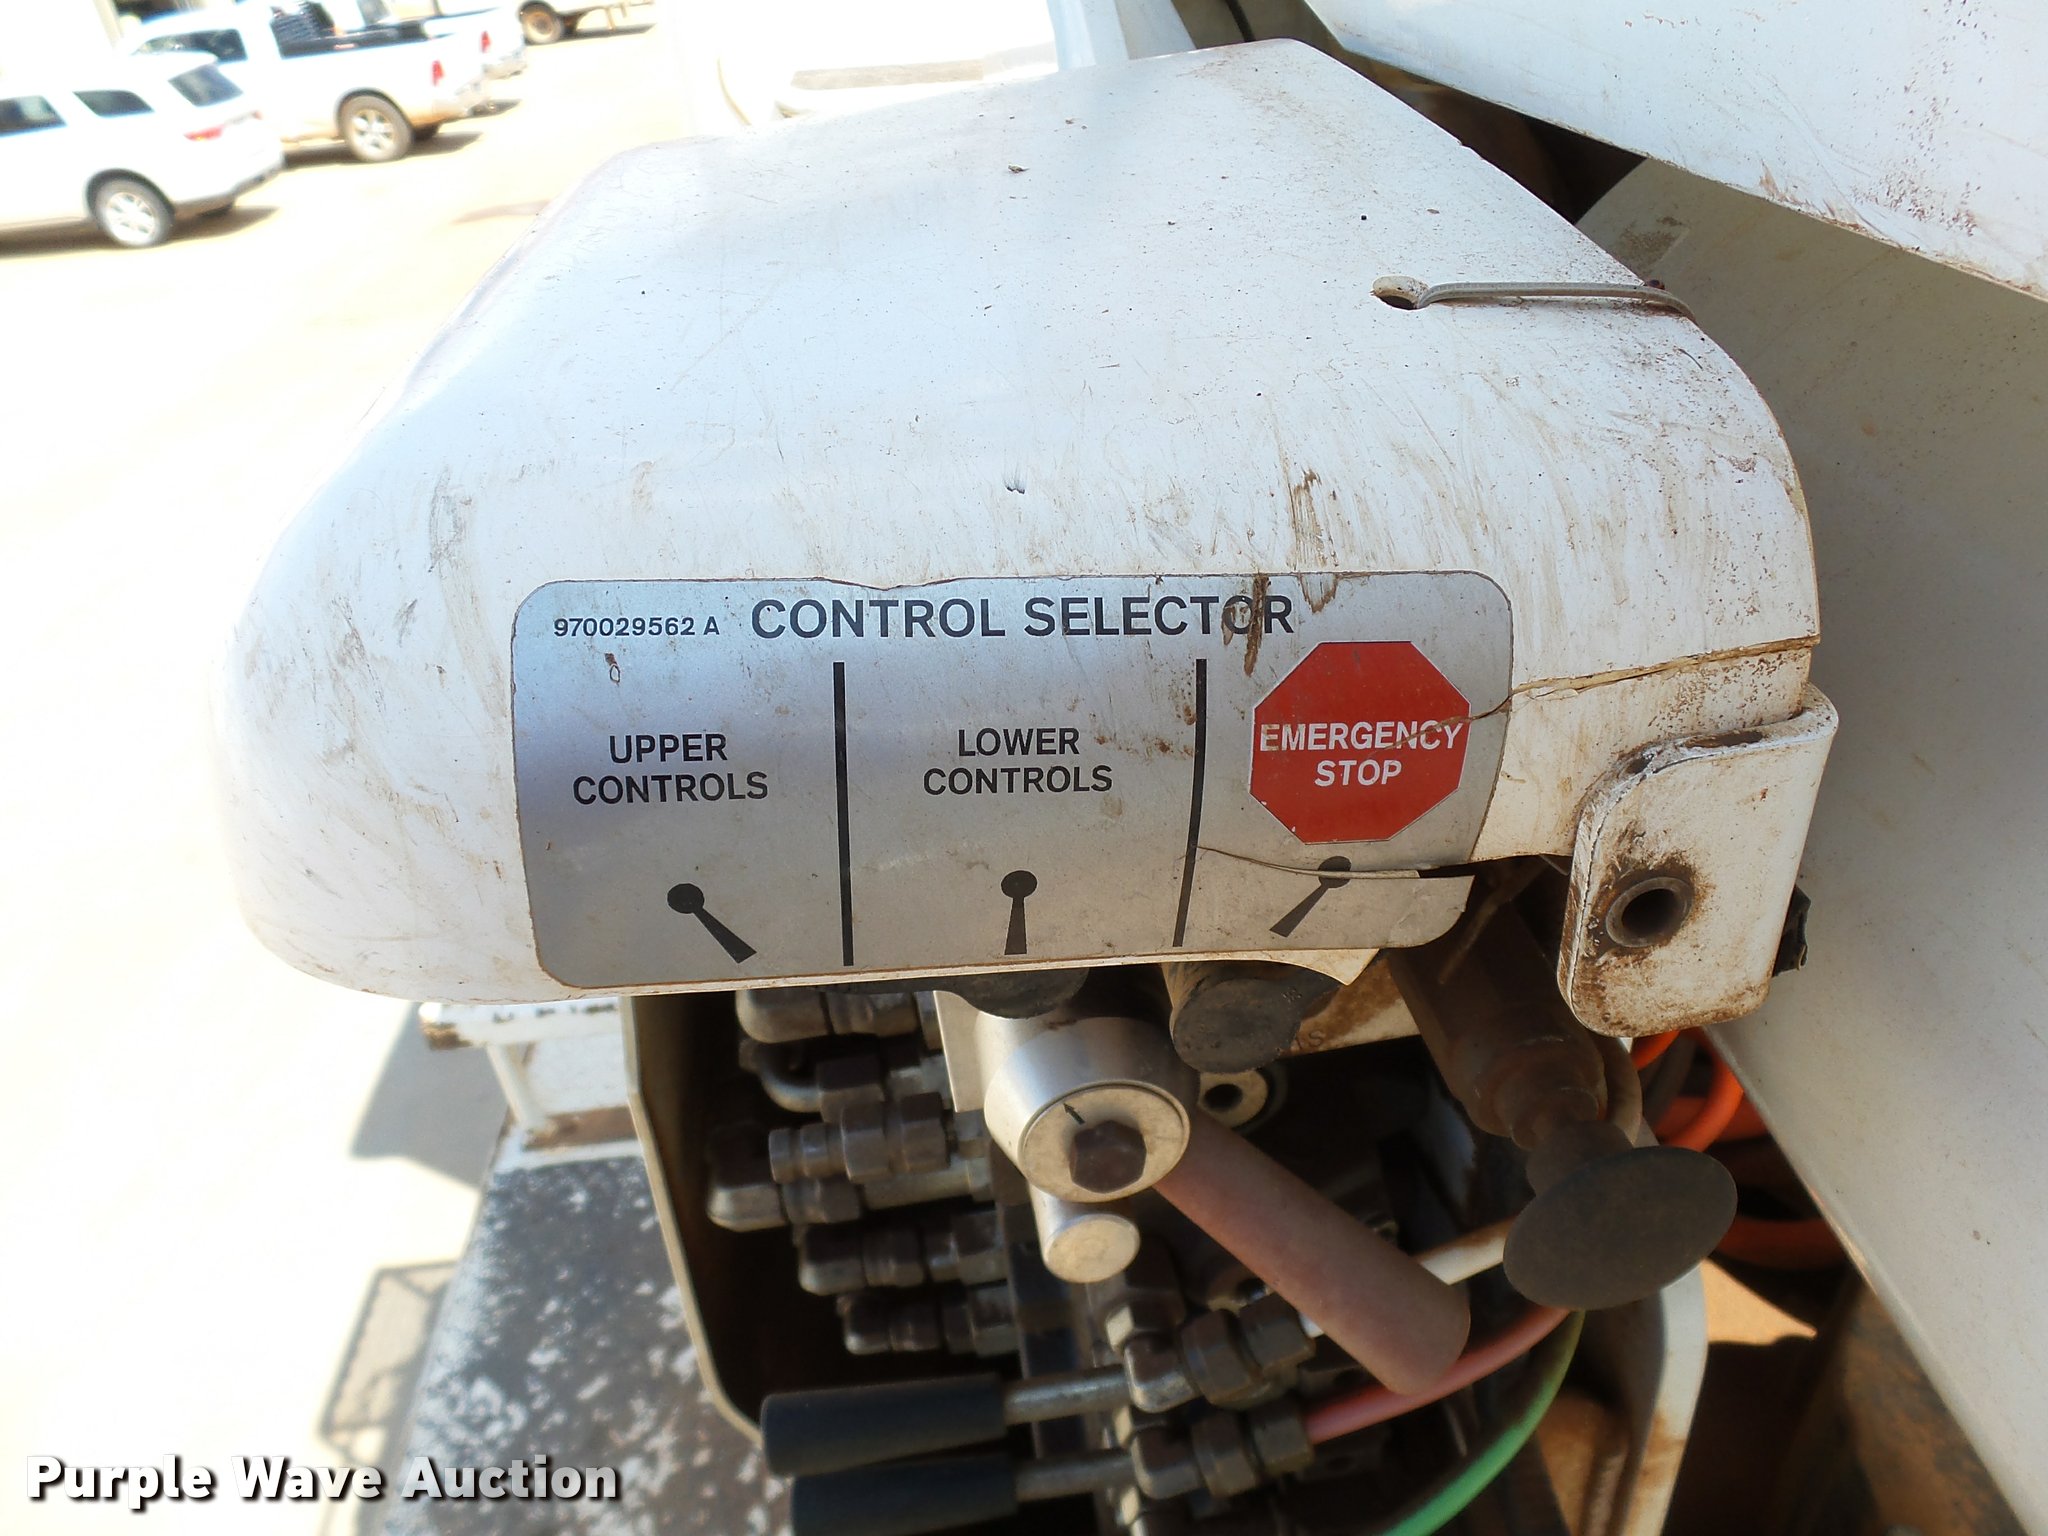 970029562 A CONTROL SELECTOR
UPPER
CONTROLS
LOWER
CONTROLS
EMERGENCY
STOP
Purple Wave Auction